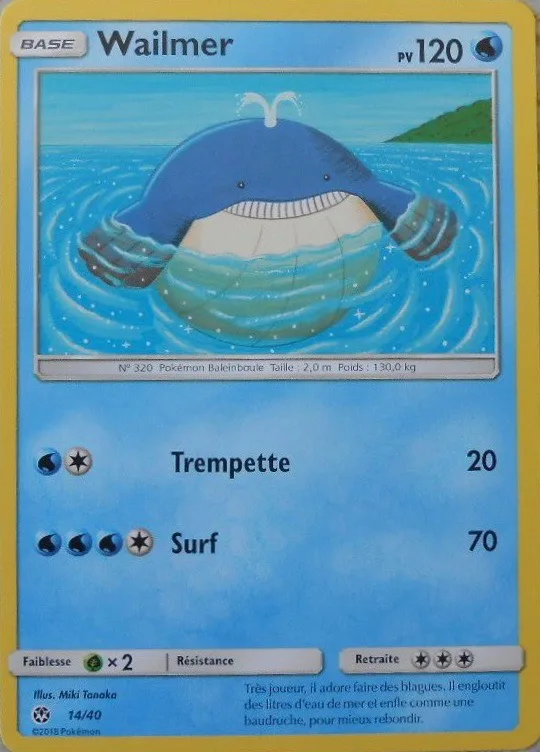 BASE Wailmer PV 120
N° 320 Pokémon Baleinboule Taille : 2,0 m Poids : 130,0 kg
Trempette 20
Surf 70
Faiblesse × 2 Résistance Retraite
Illus. Miki Tanaka
14/40
©2018 Pokémon
Très joueur, il adore faire des blagues. Il engloutit
des litres d'eau de mer et enfle comme une
baudruche, pour mieux rebondir.